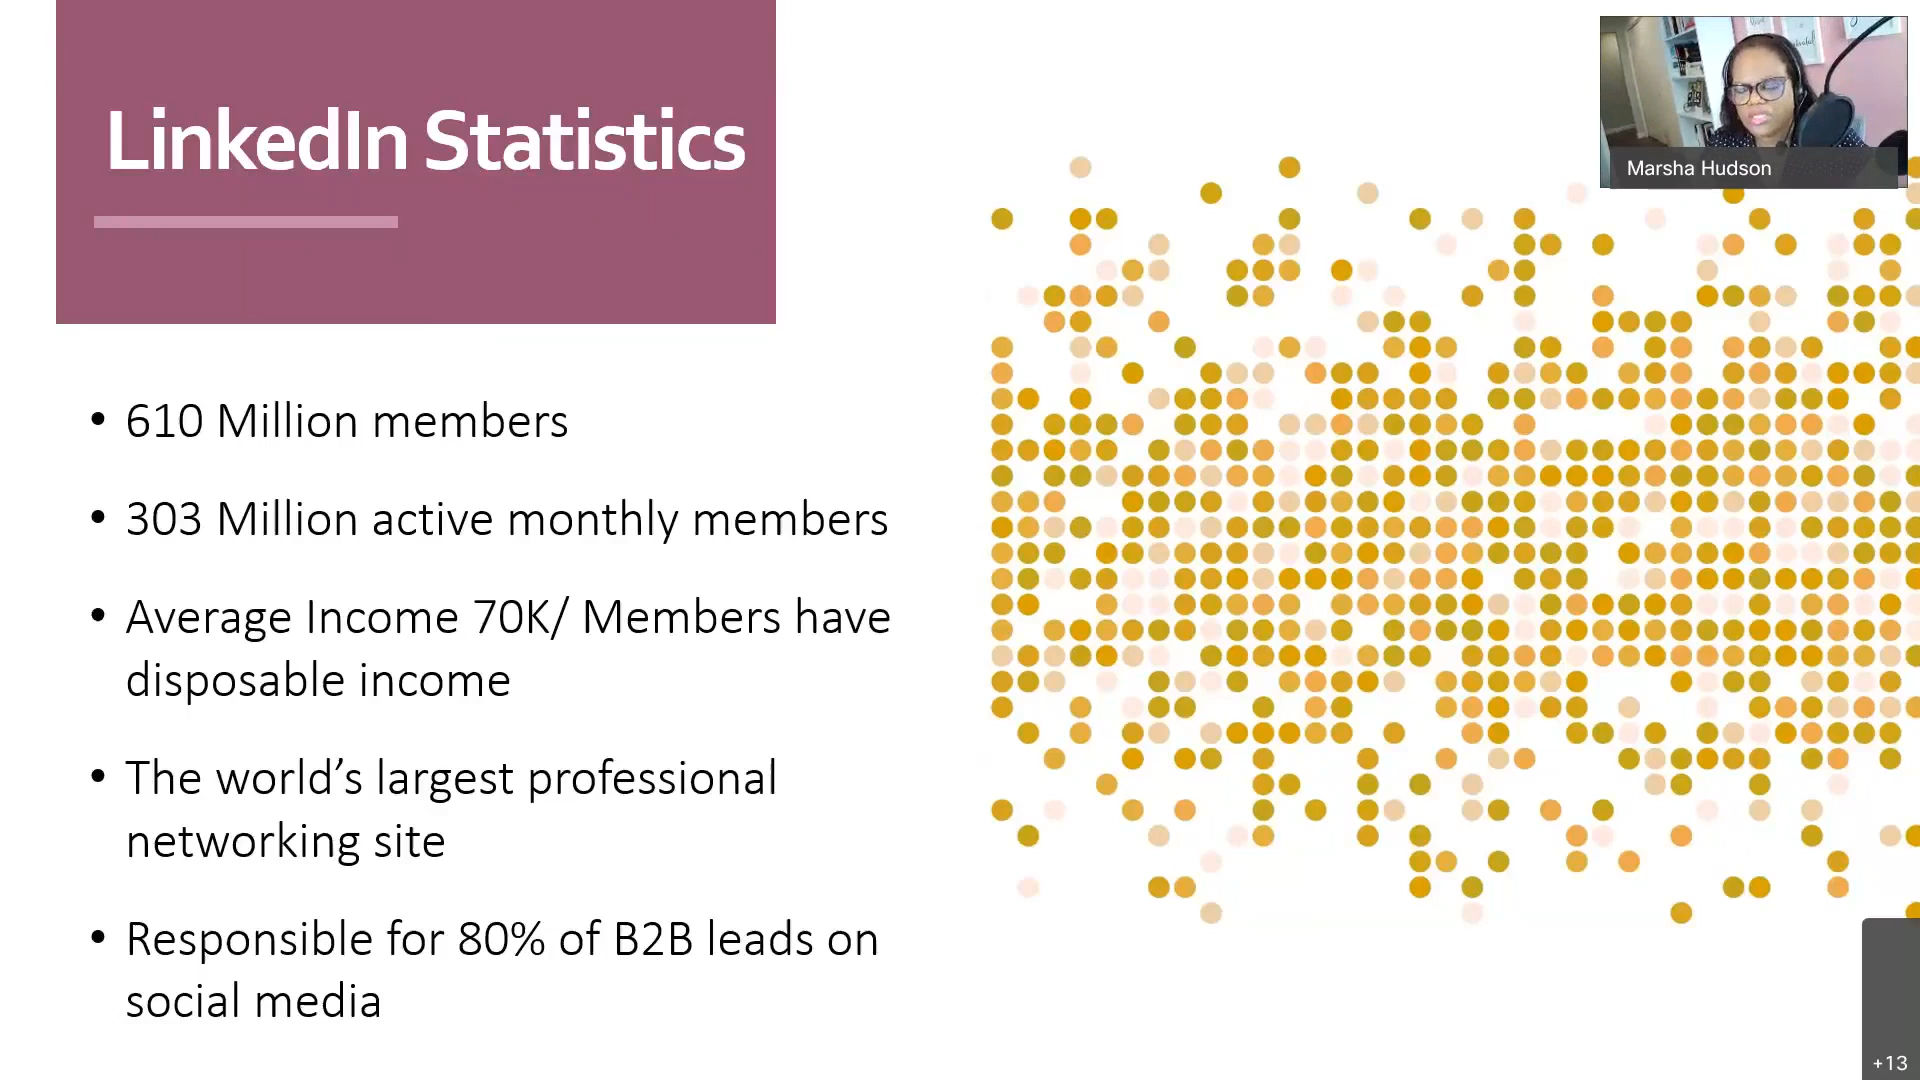 LinkedIn Statistics
Marsha Hudson
• 610 Million members
• 303 Million active monthly members
• Average Income 70K/ Members have
disposable income
• The world’s largest professional
networking site
• Responsible for 80% of B2B leads on
social media
+13